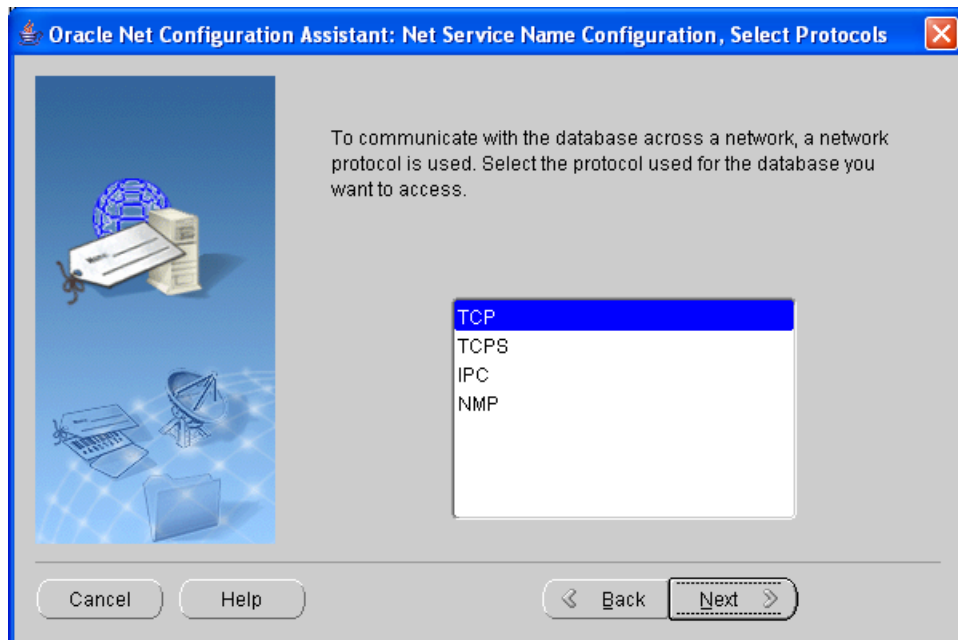 Oracle Net Configuration Assistant: Net Service Name Configuration, Select Protocols
To communicate with the database across a network, a network
protocol is used. Select the protocol used for the database you
want to access.
TCP
TCPS
IPC
NMP
Cancel
Help
Back
Next